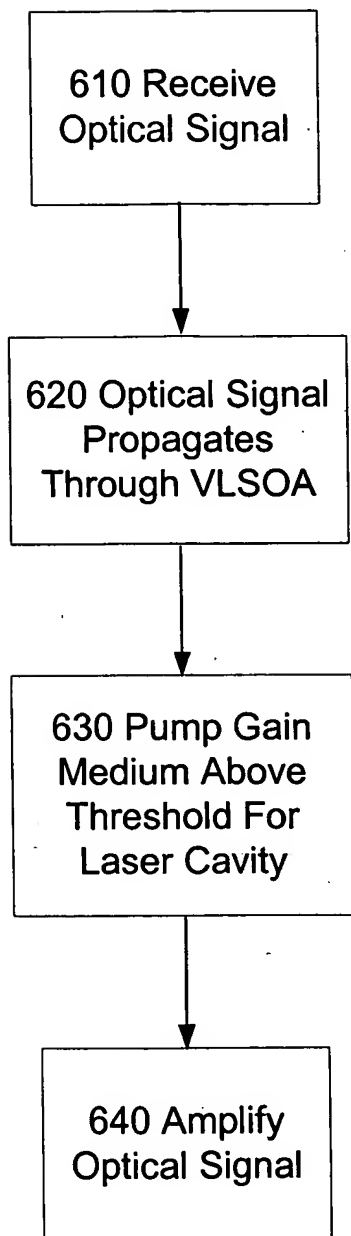 610 Receive
Optical Signal
620 Optical Signal
Propagates
Through VLSOA
630 Pump Gain
Medium Above
Threshold For
Laser Cavity
640 Amplify
Optical Signal